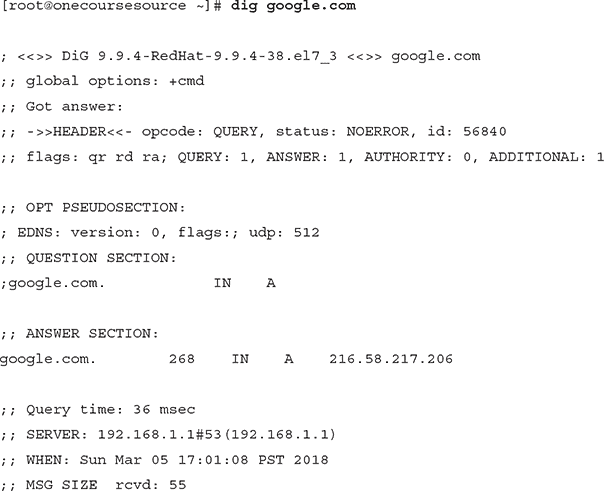 [root@onecoursesource ~]# dig google.com
; <<>> DiG 9.9.4-RedHat-9.9.4-38.el7_3 <<>> google.com
;; global options: +cmd
;; Got answer:
;; ->>HEADER<<- opcode: QUERY, status: NOERROR, id: 56840
;; flags: qr rd ra; QUERY: 1, ANSWER: 1, AUTHORITY: 0, ADDITIONAL: 1
;; OPT PSEUDOSECTION:
; EDNS: version: 0, flags:; udp: 512
;; QUESTION SECTION:
;google.com. IN A
;; ANSWER SECTION:
google.com. 268 IN A 216.58.217.206
;; Query time: 36 msec
;; SERVER: 192.168.1.1#53(192.168.1.1)
;; WHEN: Sun Mar 05 17:01:08 PST 2018
;; MSG SIZE rcvd: 55